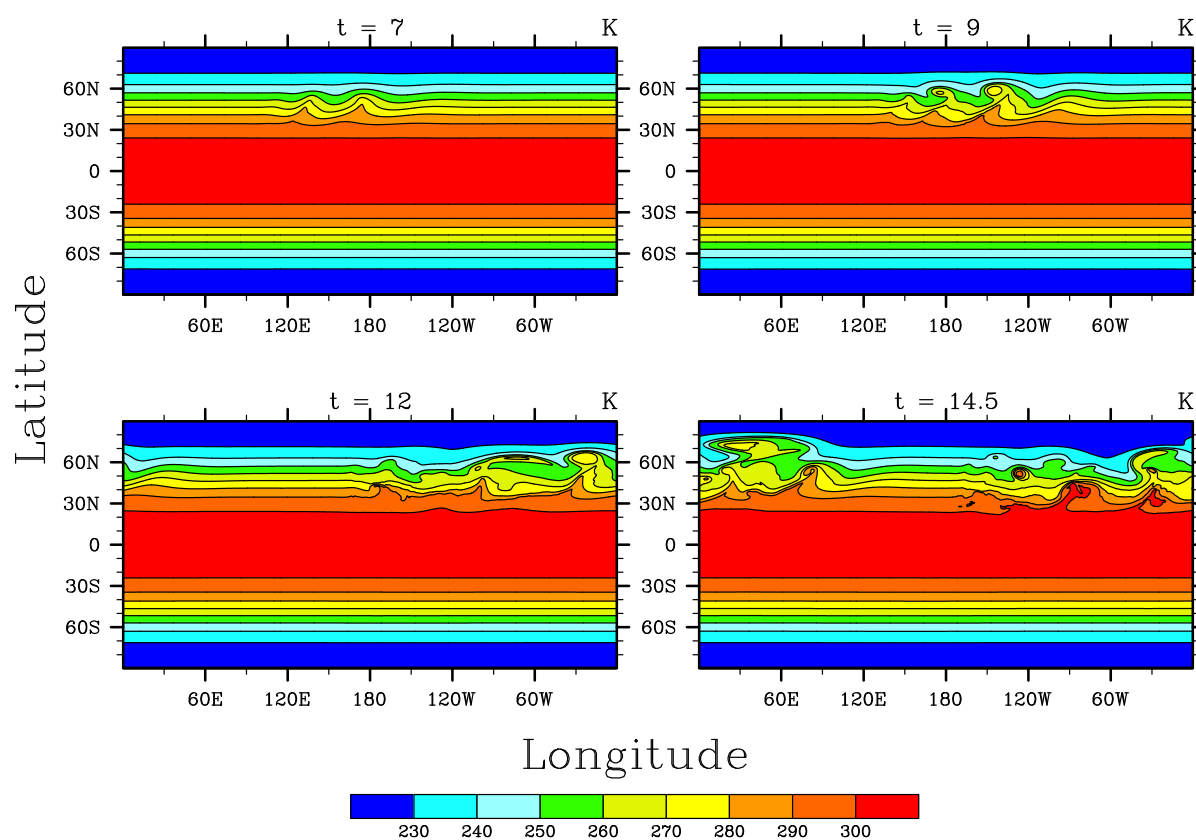 t = 7 K t = 9 K
60N 60N
30N 30N
0 0
30S 30S
60S 60S
60E 120E 180 120W 60W 60E 120E 180 120W 60W
Latitude
t = 12 K t = 14.5 K
60N 60N
30N 30N
0 0
30S 30S
60S 60S
60E 120E 180 120W 60W 60E 120E 180 120W 60W
Longitude
230 240 250 260 270 280 290 300